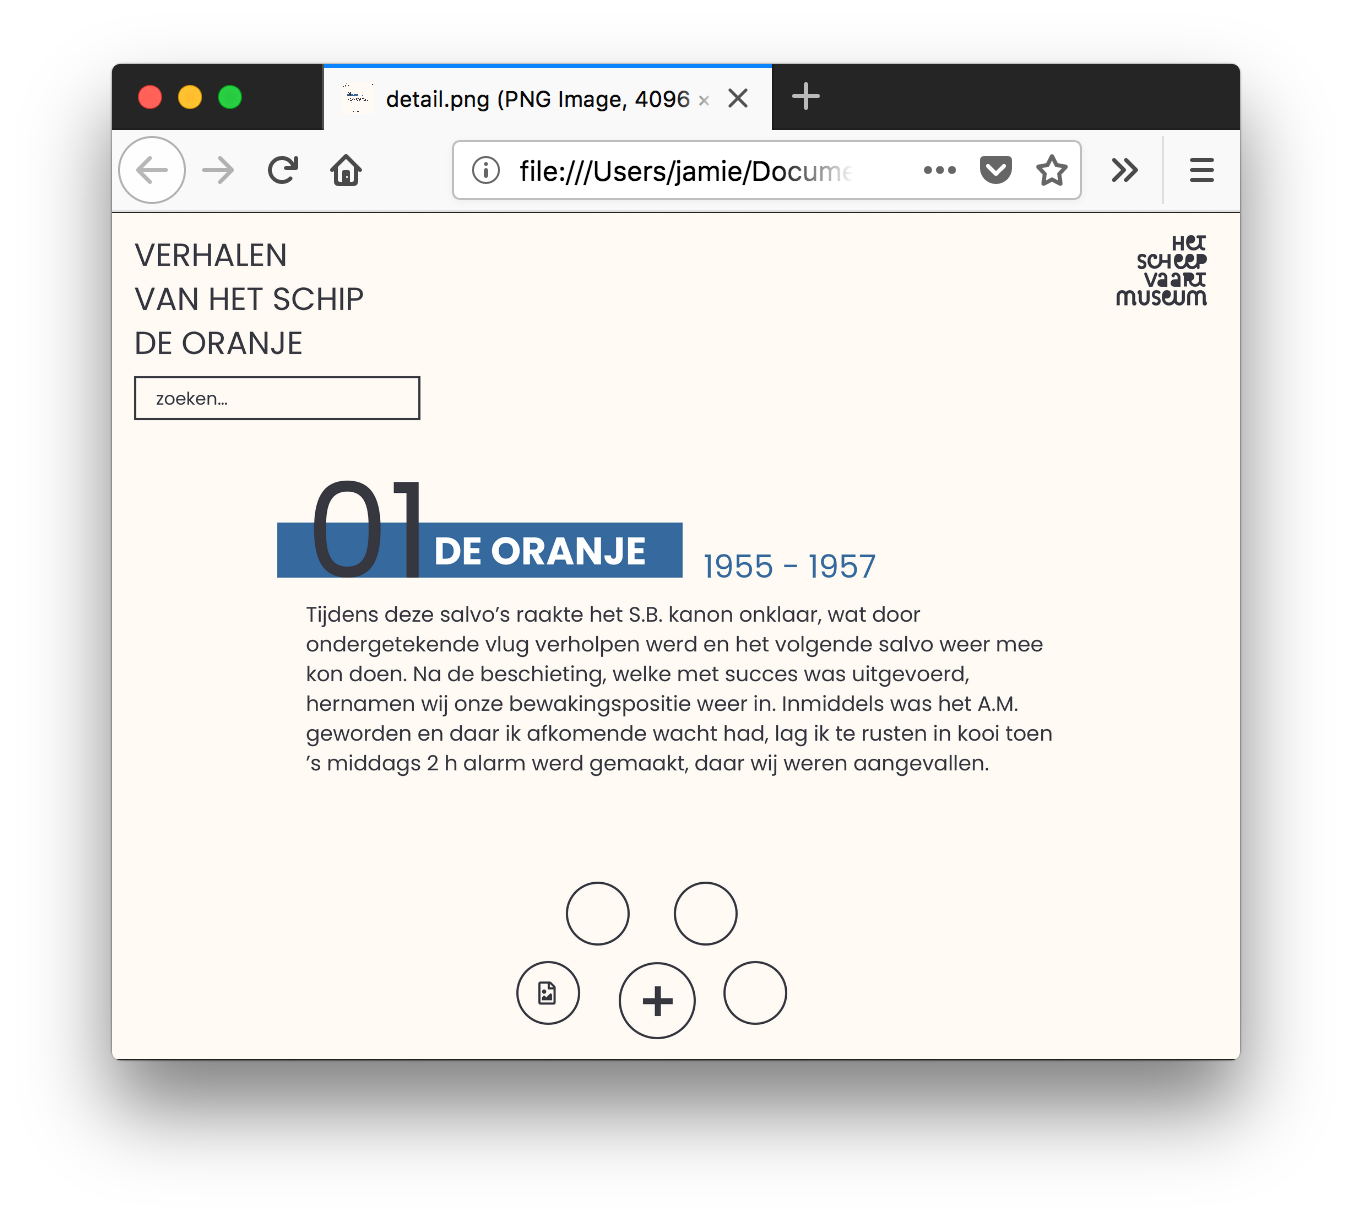 detail.png (PNG Image, 4096 ×
file:///Users/jamie/Docume
VERHALEN
VAN HET SCHIP
DE ORANJE
zoeken...
HET
SCHEEP
VAART
MUSEUM
01 DE ORANJE 1955 - 1957
Tijdens deze salvo's raakte het S.B. kanon onklaar, wat door
ondergetekende vlug verholpen werd en het volgende salvo weer mee
kon doen. Na de beschieting, welke met succes was uitgevoerd,
hernamen wij onze bewakingspositie weer in. Inmiddels was het A.M.
geworden en daar ik afkomende wacht had, lag ik te rusten in kooi toen
's middags 2 h alarm werd gemaakt, daar wij weren aangevallen.